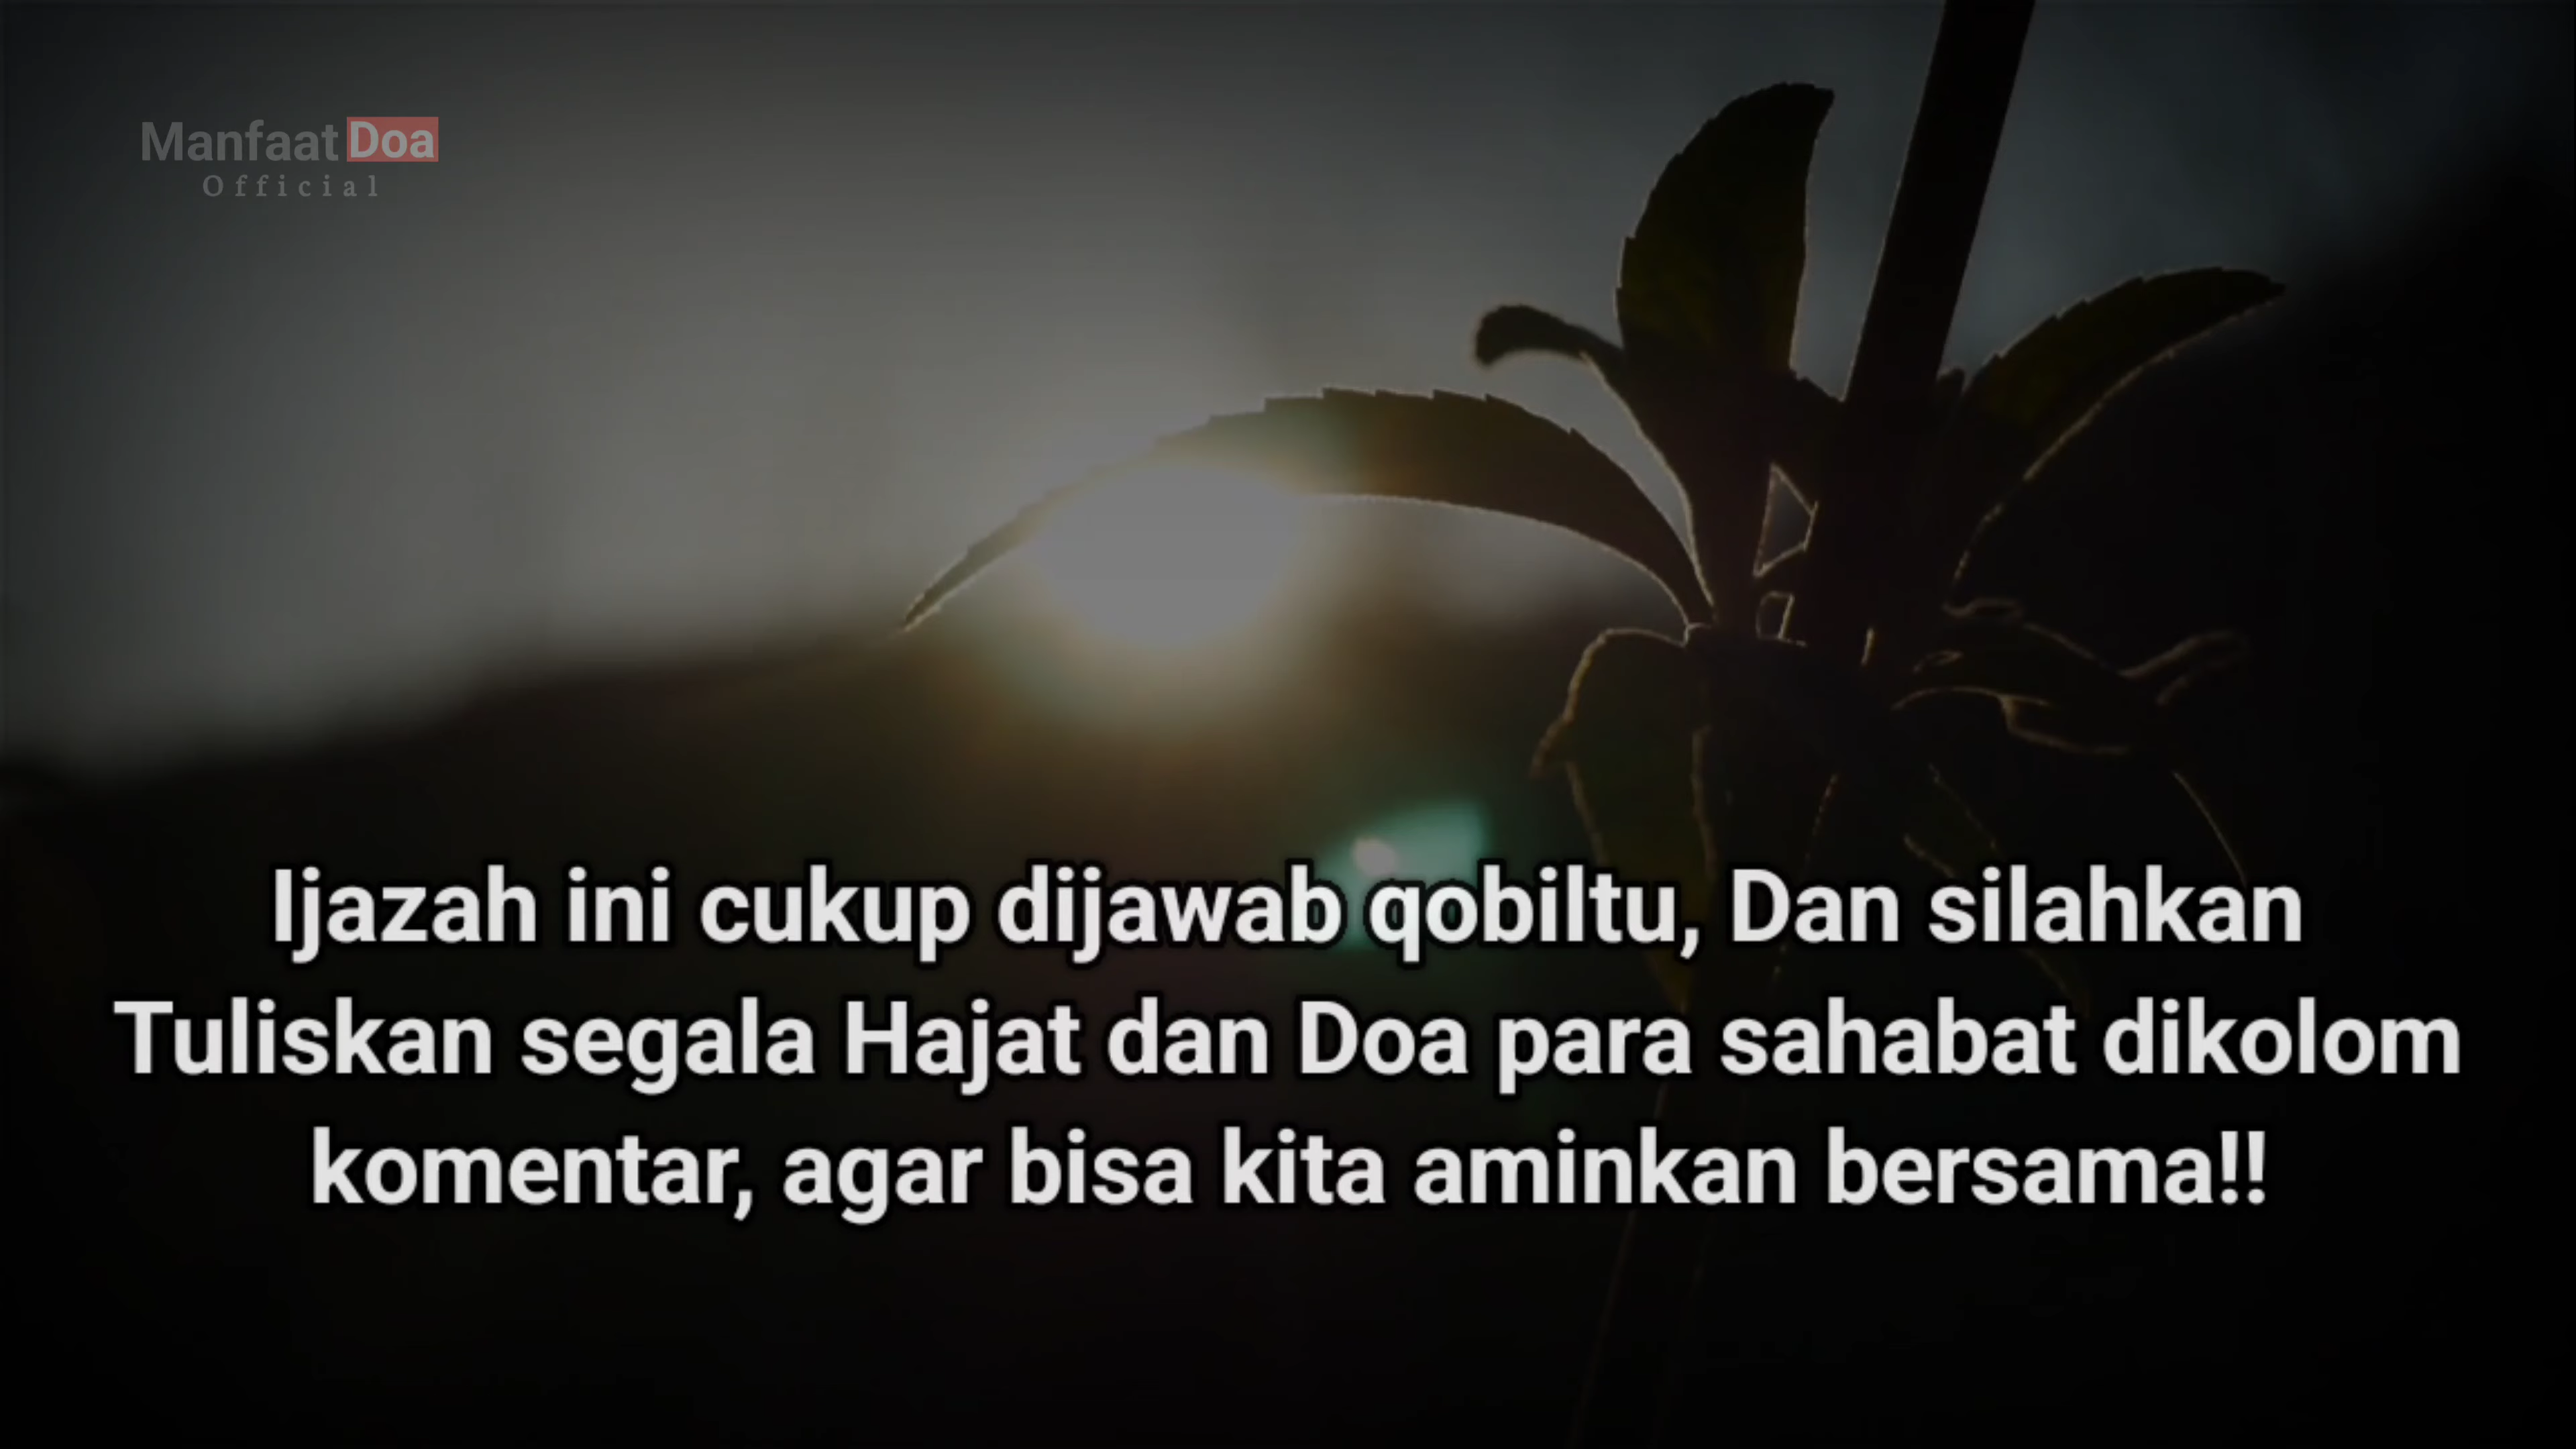 Manfaat Doa
Official
Ijazah ini cukup dijawab qobiltu, Dan silahkan
Tuliskan segala Hajat dan Doa para sahabat dikolom
komentar, agar bisa kita aminkan bersama!!